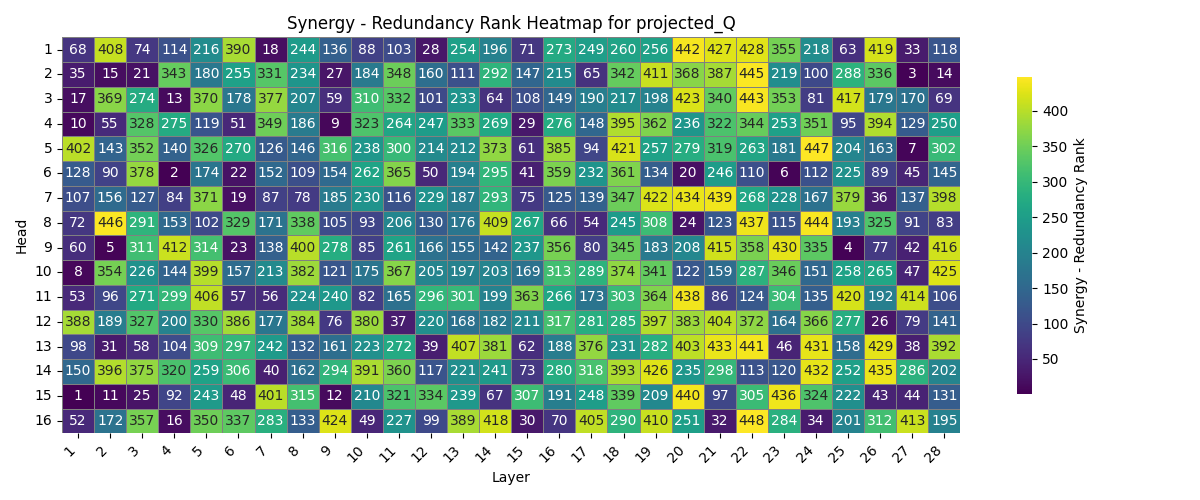 Synergy - Redundancy Rank Heatmap for projected_Q
1 68 408 74 114 216 390 18 244 136 88 103 28 254 196 71 273 249 260 256 442 427 428 355 218 63 419 33 118
2 35 15 21 343 180 255 331 234 27 184 348 160 111 292 147 215 65 342 411 368 387 445 219 100 288 336 3 14
3 17 369 274 13 370 178 377 207 59 310 332 101 233 64 108 149 190 217 198 423 340 443 353 81 417 179 170 69
4 10 55 328 275 119 51 349 186 9 323 264 247 333 269 29 276 148 395 362 236 322 344 253 351 95 394 129 250
5 402 143 352 140 326 270 126 146 316 238 300 214 212 373 61 385 94 421 257 279 319 263 181 447 204 163 7 302
6 128 90 378 2 174 22 152 109 154 262 365 50 194 295 41 359 232 361 134 20 246 110 6 112 225 89 45 145
7 107 156 127 84 371 19 87 78 185 230 116 229 187 293 75 125 139 347 422 434 439 268 228 167 379 36 137 398
8 72 446 291 153 102 329 171 338 105 93 206 130 176 409 267 66 54 245 308 24 123 437 115 444 193 325 91 83
9 60 5 311 412 314 23 138 400 278 85 261 166 155 142 237 356 80 345 183 208 415 358 430 335 4 77 42 416
10 8 354 226 144 399 157 213 382 121 175 367 205 197 203 169 313 289 374 341 122 159 287 346 151 258 265 47 425
11 53 96 271 299 406 57 56 224 240 82 165 296 301 199 363 266 173 303 364 438 86 124 304 135 420 192 414 106
12 388 189 327 200 330 386 177 384 76 380 37 220 168 182 211 317 281 285 397 383 404 372 164 366 277 26 79 141
13 98 31 58 104 309 297 242 132 161 223 272 39 407 381 62 188 376 231 282 403 433 441 46 431 158 429 38 392
14 150 396 375 320 259 306 40 162 294 391 360 117 221 241 73 280 318 393 426 235 298 113 120 432 252 435 286 202
15 1 11 25 92 243 48 401 315 12 210 321 334 239 67 307 191 248 339 209 440 97 305 436 324 222 43 44 131
16 52 172 357 16 350 337 283 133 424 49 227 99 389 418 30 70 405 290 410 251 32 448 284 34 201 312 413 195
1 2 3 4 5 6 7 8 9 10 11 12 13 14 15 16 17 18 19 20 21 22 23 24 25 26 27 28
Layer
Head
400
350
300
250
200
150
100
50
Synergy - Redundancy Rank